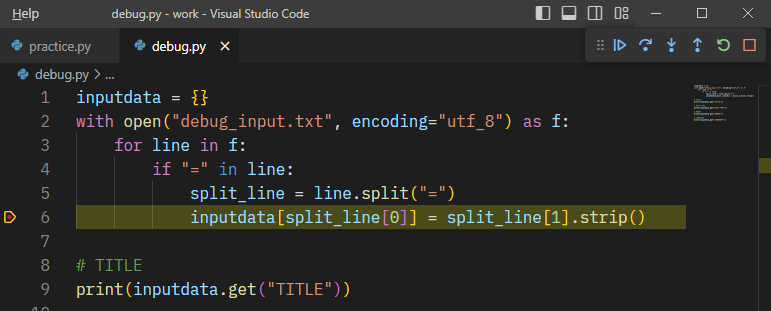 Help debug.py - work - Visual Studio Code
practice.py debug.py
debug.py > ...
1 inputdata = {}
2 with open("debug_input.txt", encoding="utf_8") as f:
3     for line in f:
4         if "=" in line:
5             split_line = line.split("=")
6             inputdata[split_line[0]] = split_line[1].strip()
7
8 # TITLE
9 print(inputdata.get("TITLE"))
10